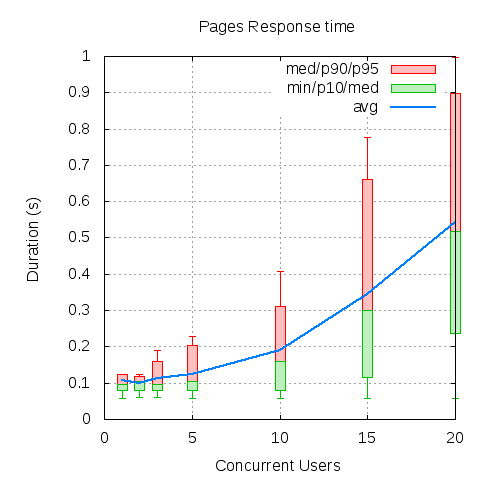 Pages Response time
med/p90/p95
min/p10/med
avg
Duration (s)
1
0.9
0.8
0.7
0.6
0.5
0.4
0.3
0.2
0.1
0
0 5 10 15 20
Concurrent Users